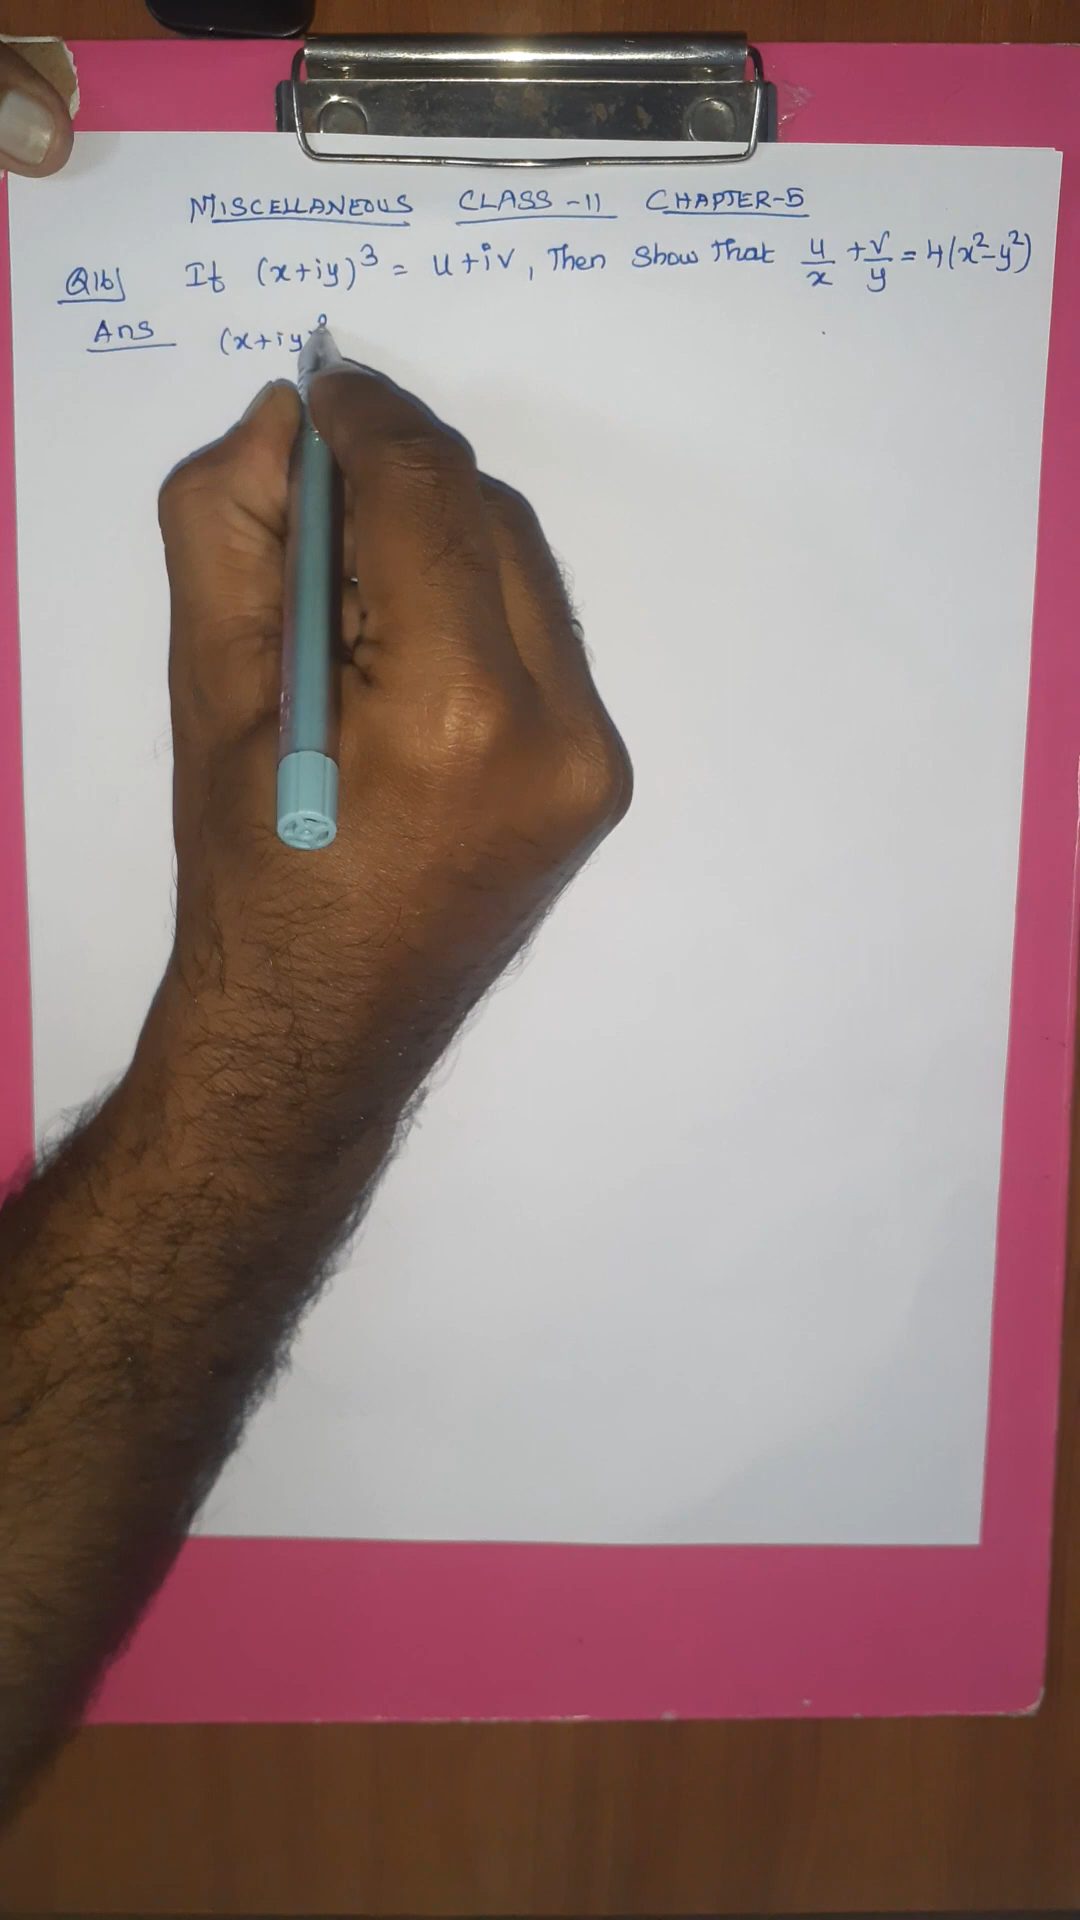 MISCELLANEOUS CLASS-11 CHAPTER-5
Q16) If (x+iy)³ = u+iv, Then Show that u/x + v/y = 4(x²-y²)
Ans (x+iy)